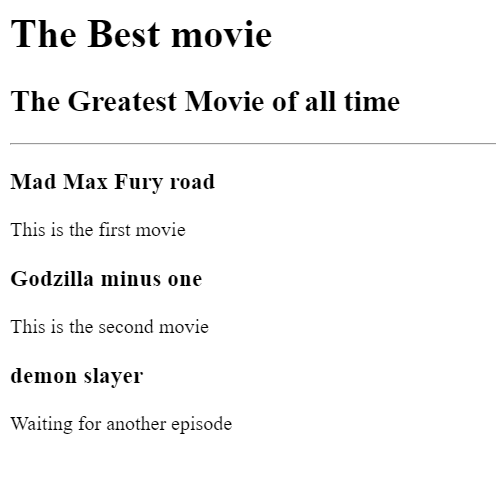 The Best movie
The Greatest Movie of all time
Mad Max Fury road
This is the first movie
Godzilla minus one
This is the second movie
demon slayer
Waiting for another episode